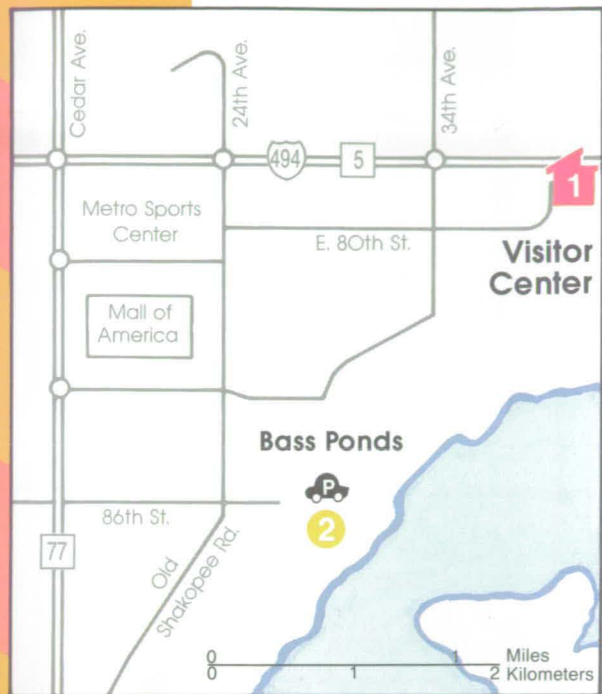 Cedar Ave.
24th Ave.
34th Ave.
494
5
1
Metro Sports
Center
E. 80th St.
Visitor
Center
Mall of
America
Bass Ponds
P
2
86th St.
77
Old
Shakopee Rd.
0 1 Miles
0 1 2 Kilometers